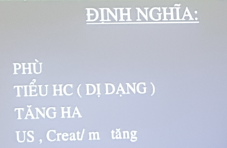 ĐỊNH NGHĨA:
PHÙ
TIỂU HC ( DỊ DẠNG )
TĂNG HA
US , Creat/ m tăng